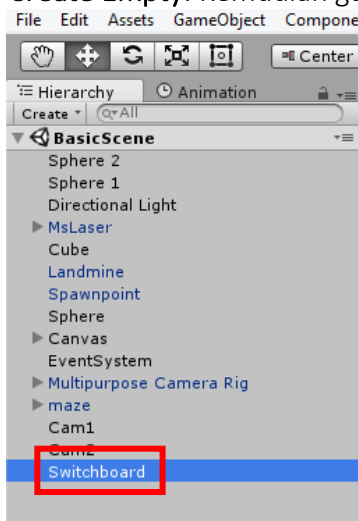 Create Empty. Kemudian g
File Edit Assets GameObject Compone
Center
Hierarchy Animation
Create All
BasicScene
Sphere 2
Sphere 1
Directional Light
MsLaser
Cube
Landmine
Spawnpoint
Sphere
Canvas
EventSystem
Multipurpose Camera Rig
maze
Cam1
Cam2
Switchboard